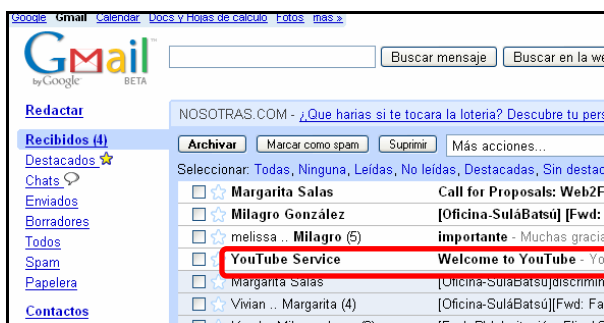 Google Gmail Calendar Docs y Hojas de cálculo Fotos más »
Gmail
by Google BETA
Buscar mensaje
Buscar en la we
Redactar
NOSOTRAS.COM - ¿Que harias si te tocara la loteria? Descubre tu pers
Recibidos (4)
Archivar Marcar como spam Suprimir Más acciones...
Destacados
Seleccionar: Todas, Ninguna, Leídas, No leídas, Destacadas, Sin destac
Chats
Margarita Salas Call for Proposals: Web2F
Enviados
Milagro González [Oficina-SuláBatsú] [Fwd:
Borradores
melissa .. Milagro (5) importante - Muchas gracia
Todos
YouTube Service Welcome to YouTube - Yo
Spam
Margarita Salas [Oficina-SuláBatsú]discrimin
Papelera
Vivian .. Margarita (4) [Oficina-SuláBatsú][Fwd: Fa
Contactos